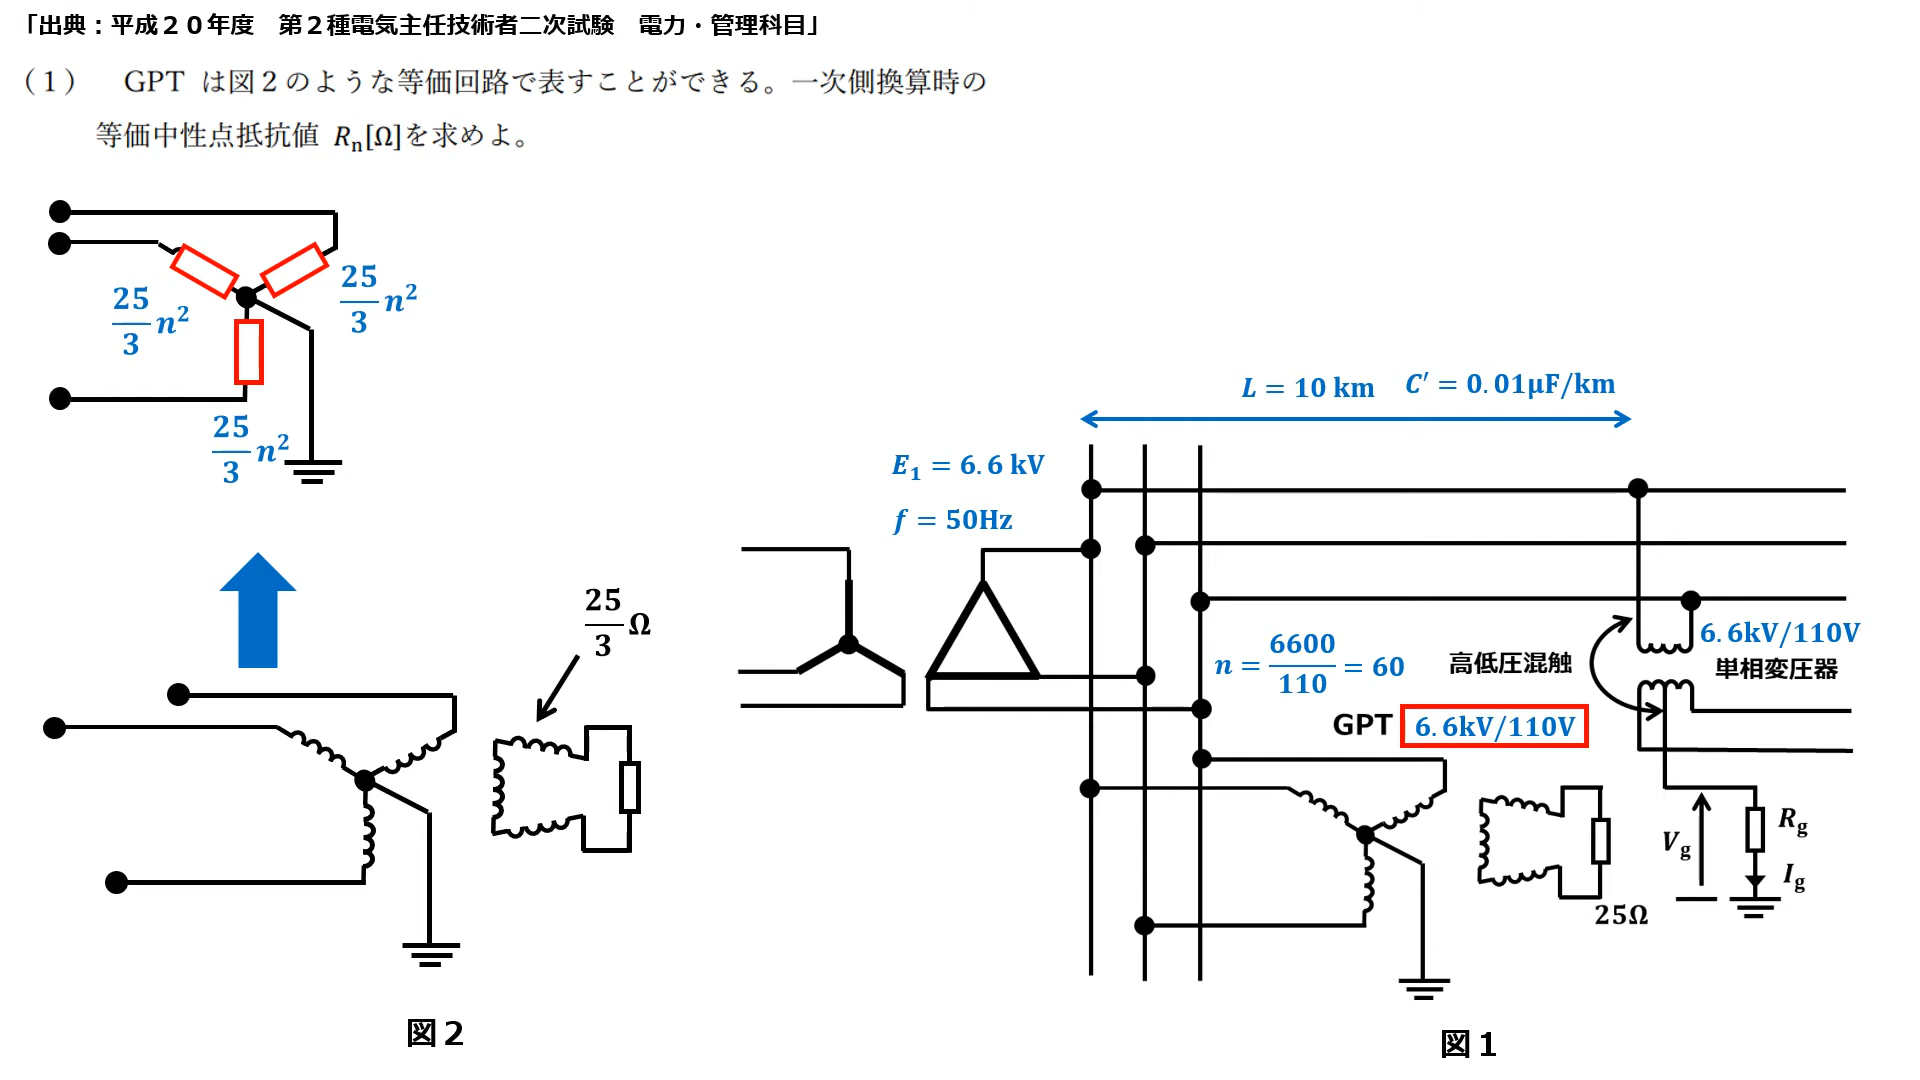 「出典：平成２０年度　第２種電気主任技術者二次試験　電力・管理科目」
（１）　GPT は図２のような等価回路で表すことができる。一次側換算時の
等価中性点抵抗値 Rn[Ω]を求めよ。
25/3 n²
25/3 n²
25/3 n²
25/3 Ω
図２
L = 10 km
C′ = 0.01μF/km
E₁ = 6.6 kV
f = 50Hz
n = 6600/110 = 60
高低圧混触
6.6kV/110V
単相変圧器
GPT 6.6kV/110V
Rg
Vg
Ig
25Ω
図１